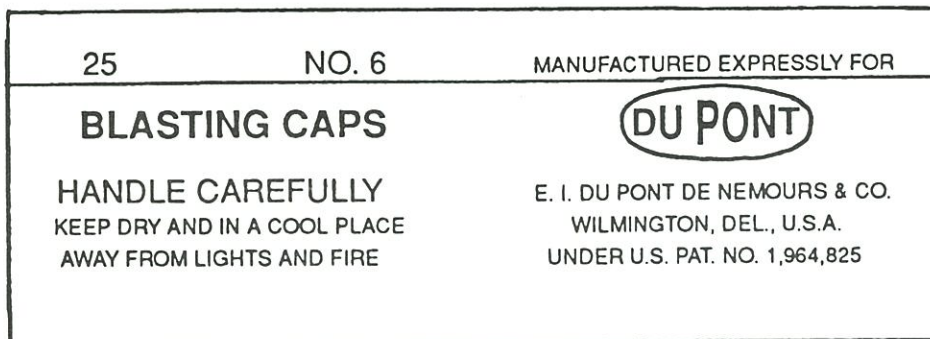 25 NO. 6
BLASTING CAPS
HANDLE CAREFULLY
KEEP DRY AND IN A COOL PLACE
AWAY FROM LIGHTS AND FIRE
MANUFACTURED EXPRESSLY FOR
DU PONT
E. I. DU PONT DE NEMOURS & CO.
WILMINGTON, DEL., U.S.A.
UNDER U.S. PAT. NO. 1,964,825